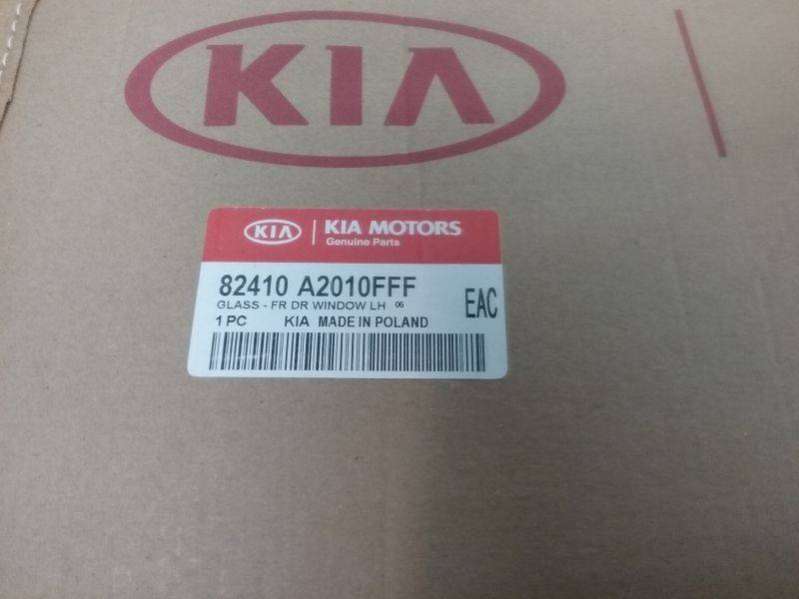 KIA
KIA | KIA MOTORS
Genuine Parts
82410 A2010FFF
GLASS - FR DR WINDOW LH 06
EAC
1 PC KIA MADE IN POLAND